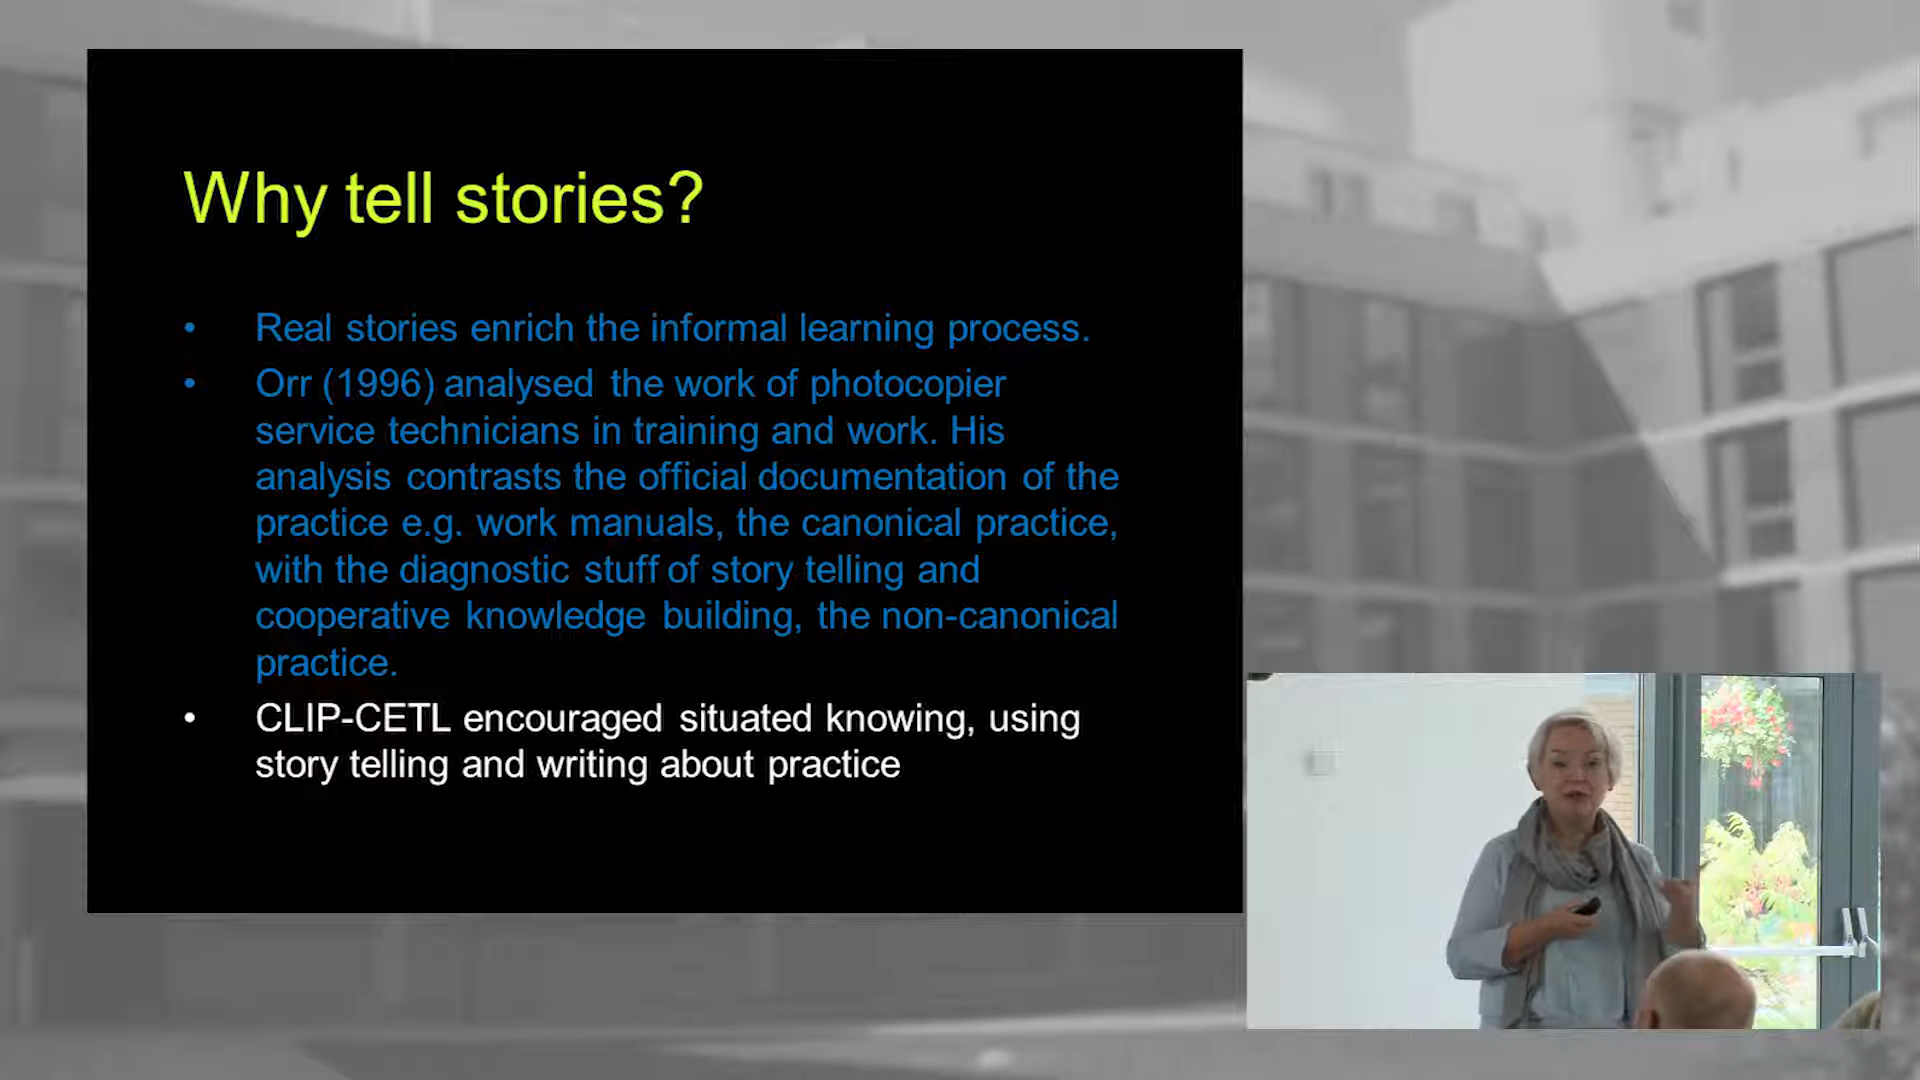 Why tell stories?
• Real stories enrich the informal learning process.
• Orr (1996) analysed the work of photocopier
service technicians in training and work. His
analysis contrasts the official documentation of the
practice e.g. work manuals, the canonical practice,
with the diagnostic stuff of story telling and
cooperative knowledge building, the non-canonical
practice.
• CLIP-CETL encouraged situated knowing, using
story telling and writing about practice